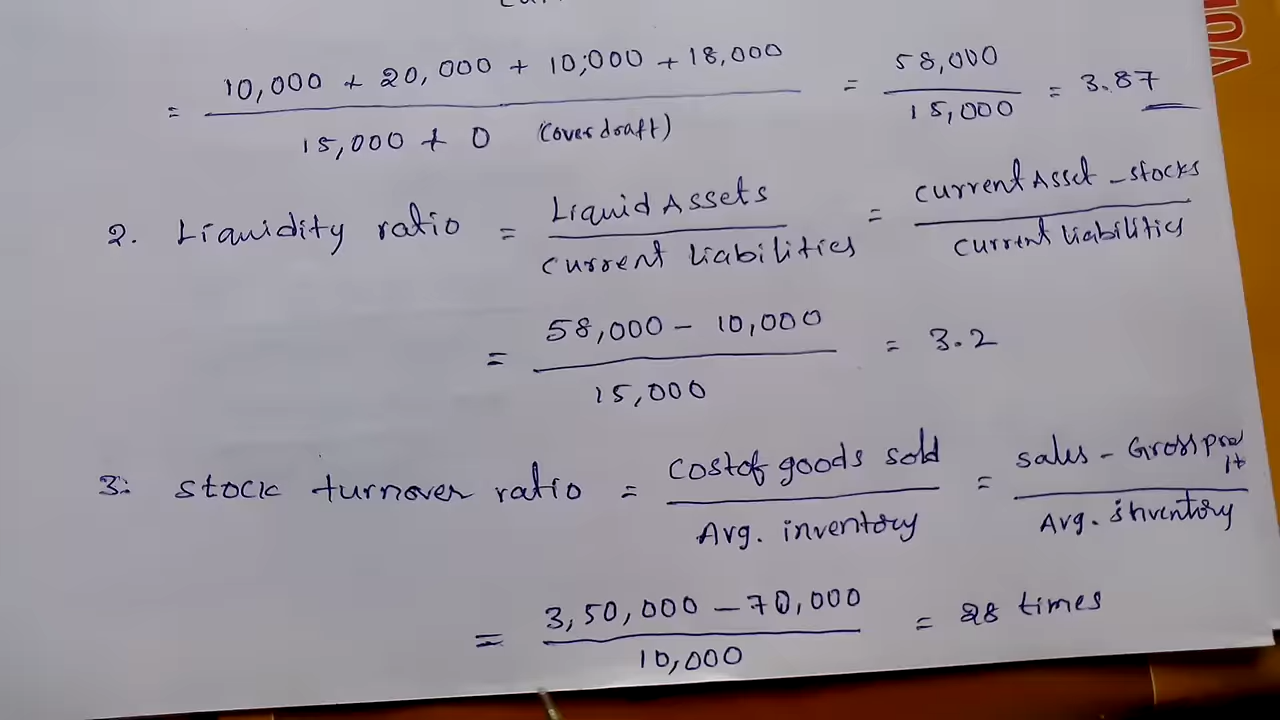 10,000 + 20,000 + 10,000 + 18,000
= ――― = 58,000 / 15,000 = 3.87
15,000 + 0 (overdraft)
2. Liquidity ratio = Liquid Assets / Current Liabilities = Current Asset - stocks / Current Liabilities
= 58,000 - 10,000 / 15,000 = 3.2
3: Stock turnover ratio = Cost of goods sold / Avg. inventory = Sales - Gross profit / Avg. inventory
= 3,50,000 - 70,000 / 10,000 = 28 times